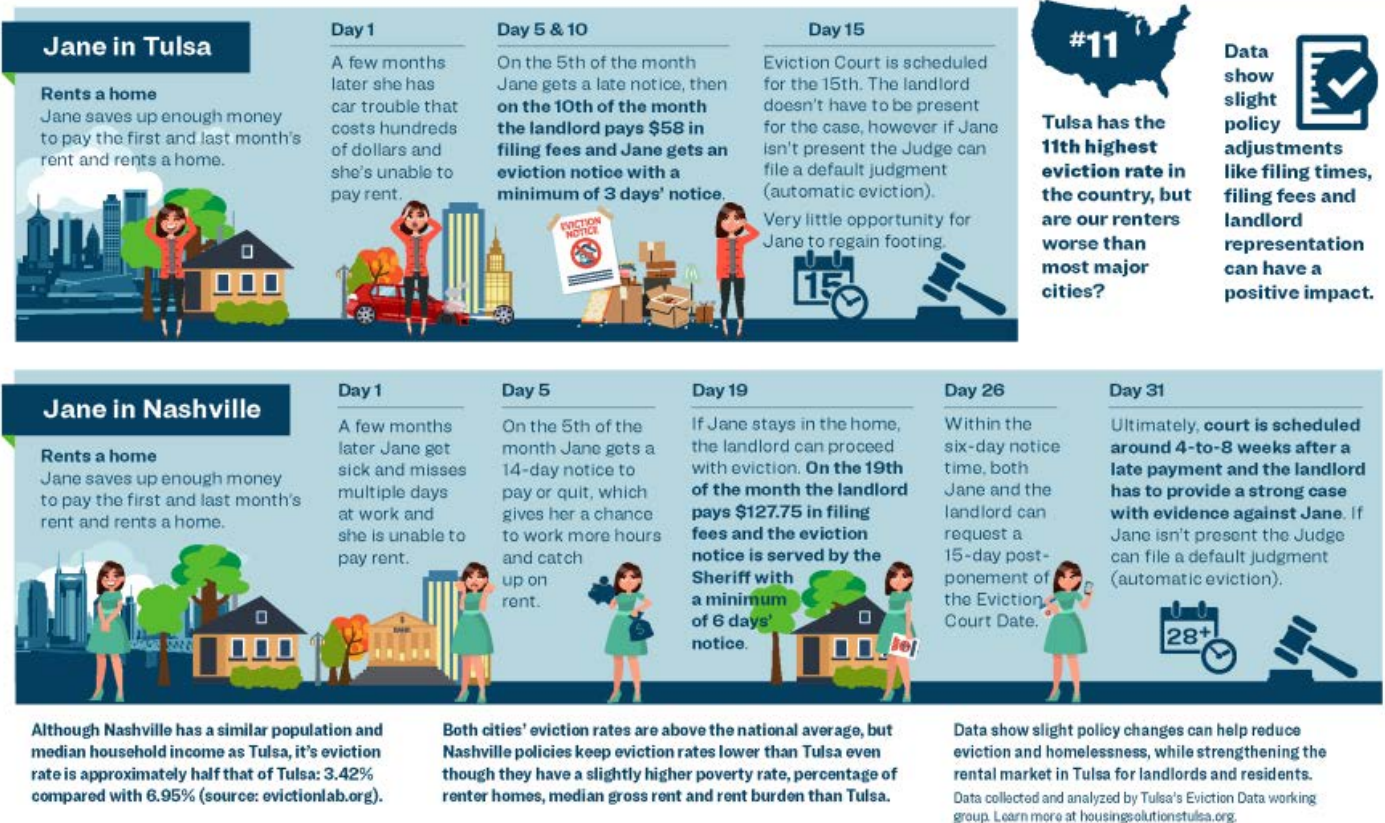 Jane in Tulsa
Rents a home
Jane saves up enough money
to pay the first and last month's
rent and rents a home.
Day 1
A few months
later she has
car trouble that
costs hundreds
of dollars and
she's unable to
pay rent.
Day 5 & 10
On the 5th of the month
Jane gets a late notice, then
on the 10th of the month
the landlord pays $58 in
filing fees and Jane gets an
eviction notice with a
minimum of 3 days' notice.
EVICTION
NOTICE
Day 15
Eviction Court is scheduled
for the 15th. The landlord
doesn't have to be present
for the case, however if Jane
isn't present the Judge can
file a default judgment
(automatic eviction).
Very little opportunity for
Jane to regain footing.
15
#11
Tulsa has the
11th highest
eviction rate in
the country, but
are our renters
worse than
most major
cities?
Data
show
slight
policy
adjustments
like filing times,
filing fees and
landlord
representation
can have a
positive impact.
Jane in Nashville
Rents a home
Jane saves up enough money
to pay the first and last month's
rent and rents a home.
Day 1
A few months
later Jane get
sick and misses
multiple days
at work and
she is unable to
pay rent.
BANK
Day 5
On the 5th of the
month Jane gets a
14-day notice to
pay or quit, which
gives her a chance
to work more hours
and catch
up on
rent.
$
Day 19
If Jane stays in the home,
the landlord can proceed
with eviction. On the 19th
of the month the landlord
pays $127.75 in filing
fees and the eviction
notice is served by the
Sheriff with
a minimum
of 6 days'
notice.
Day 26
Within the
six-day notice
time, both
Jane and the
landlord can
request a
15-day post-
ponement of
the Eviction
Court Date.
Day 31
Ultimately, court is scheduled
around 4-to-8 weeks after a
late payment and the landlord
has to provide a strong case
with evidence against Jane. If
Jane isn't present the Judge
can file a default judgment
(automatic eviction).
28+
Although Nashville has a similar population and
median household income as Tulsa, it's eviction
rate is approximately half that of Tulsa: 3.42%
compared with 6.95% (source: evictionlab.org).
Both cities' eviction rates are above the national average, but
Nashville policies keep eviction rates lower than Tulsa even
though they have a slightly higher poverty rate, percentage of
renter homes, median gross rent and rent burden than Tulsa.
Data show slight policy changes can help reduce
eviction and homelessness, while strengthening the
rental market in Tulsa for landlords and residents.
Data collected and analyzed by Tulsa's Eviction Data working
group. Learn more at housingsolutionstulsa.org.